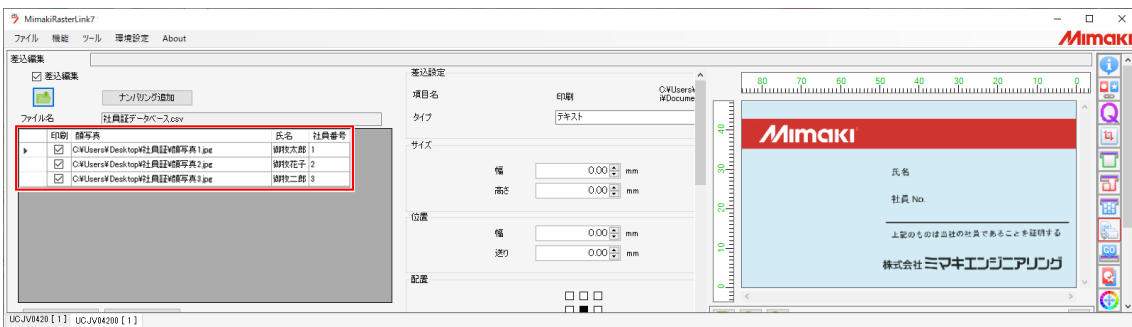 MimakiRasterLink7
ファイル 機能 ツール 環境設定 About
Mimaki
差込編集
差込編集
ナンバリング追加
ファイル名 社員証データベース.csv
印刷 顔写真 氏名 社員番号
C:¥Users¥Desktop¥社員証¥顔写真1.jpg 御牧太郎 1
C:¥Users¥Desktop¥社員証¥顔写真2.jpg 御牧花子 2
C:¥Users¥Desktop¥社員証¥顔写真3.jpg 御牧二郎 3
差込設定
項目名 印刷 C:¥Users¥
i¥Docume
タイプ テキスト
サイズ
幅 0.00 mm
高さ 0.00 mm
位置
幅 0.00 mm
送り 0.00 mm
配置
80 70 60 50 40 30 20 10 0
40
30
20
10
0
Mimaki
氏名
社員 No.
上記のものは当社の社員であることを証明する
株式会社ミマキエンジニアリング
UCJV0420 [ 1 ] UCJV04200 [ 1 ]